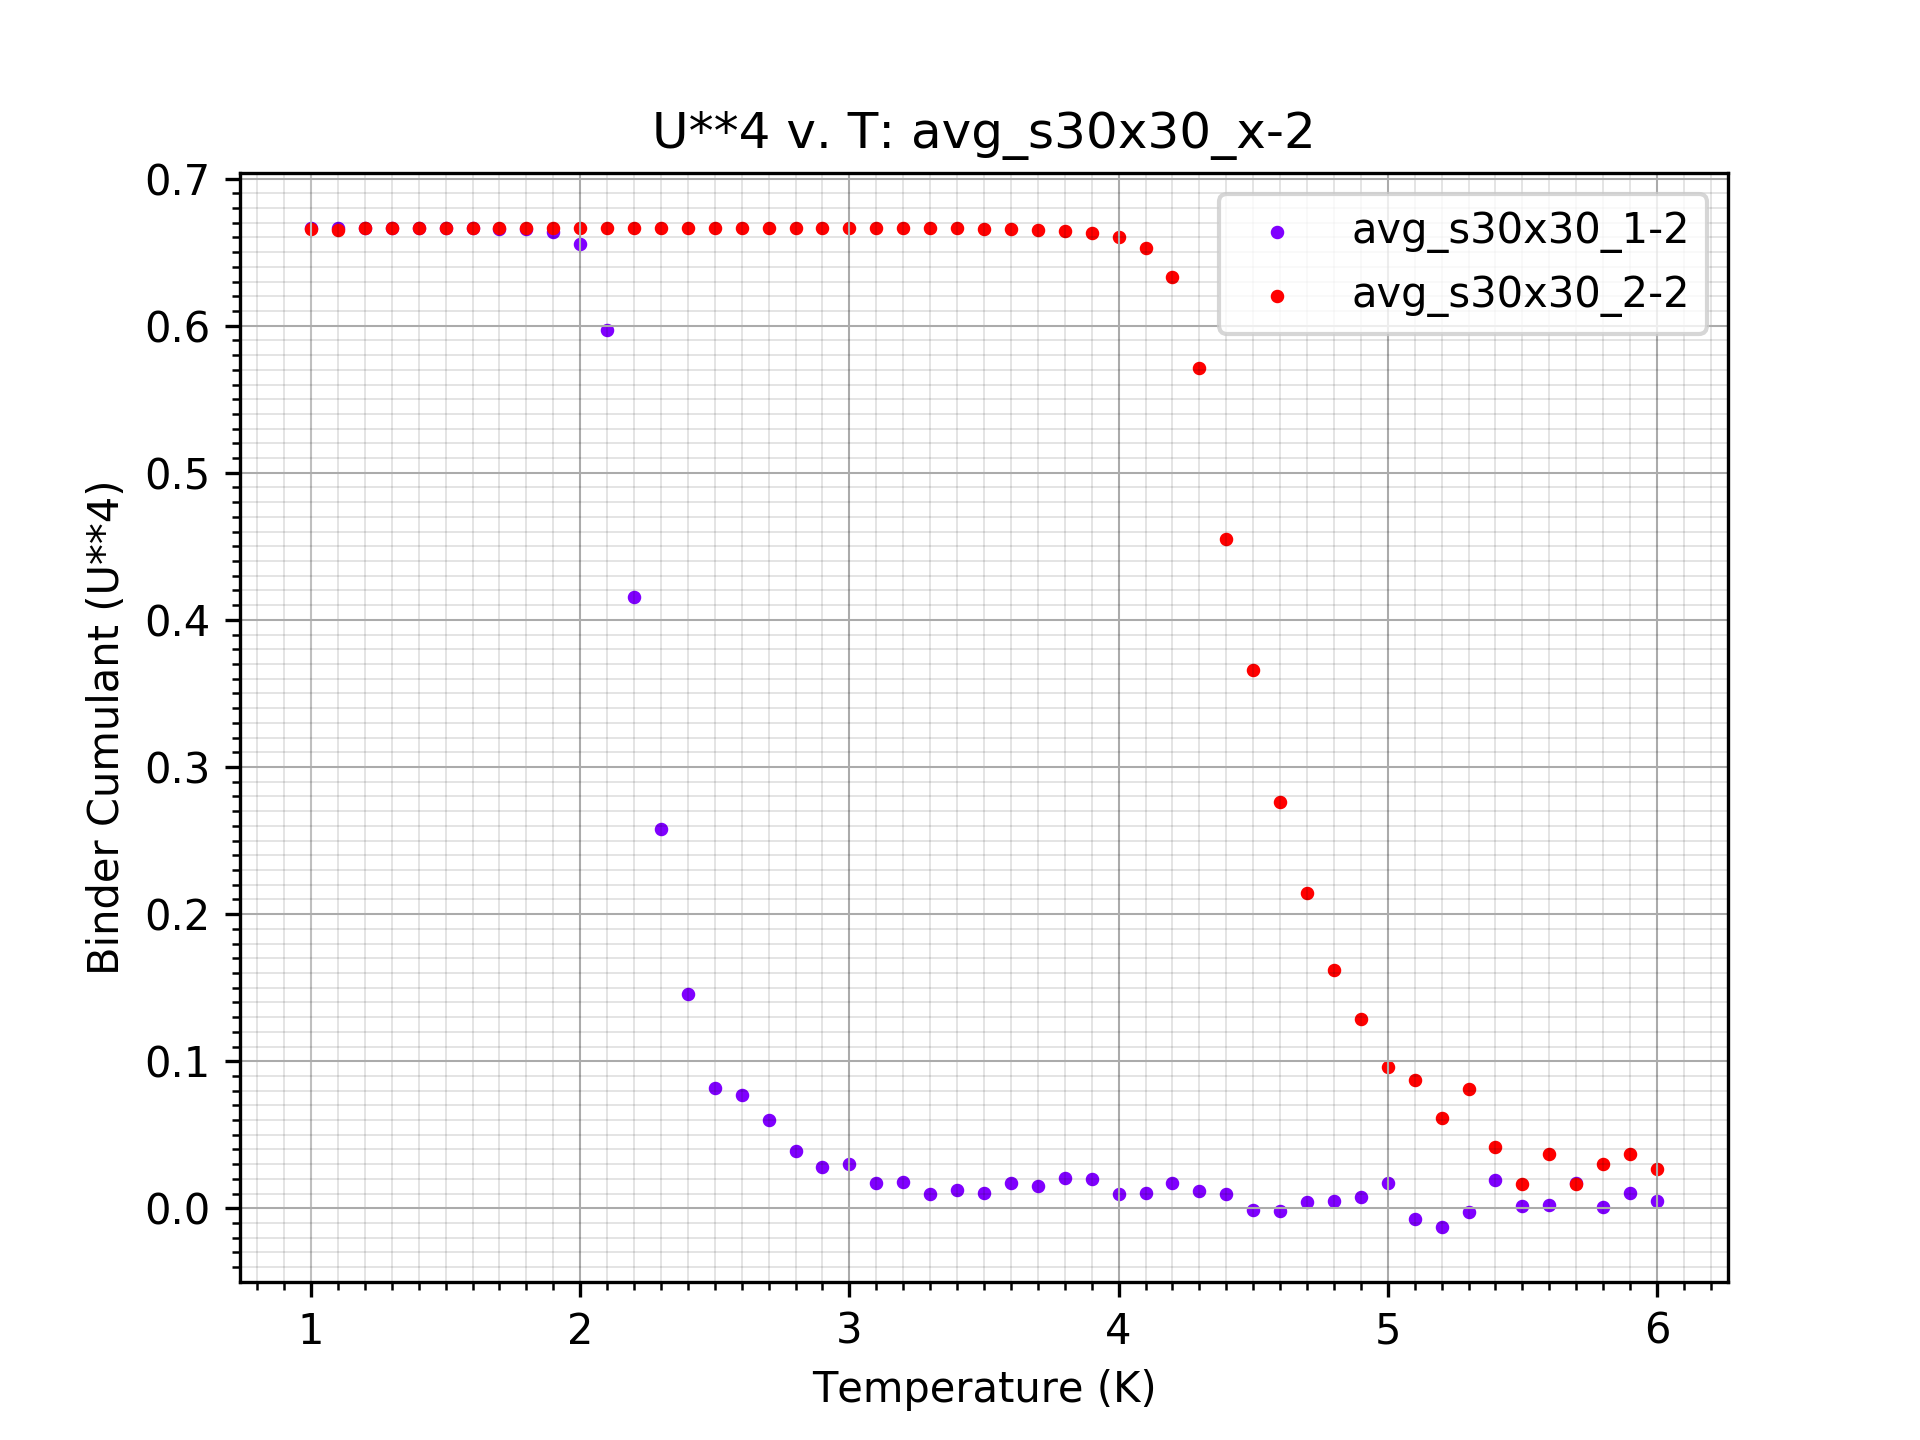 U**4 v. T: avg_s30x30_x-2
avg_s30x30_1-2
avg_s30x30_2-2
Binder Cumulant (U**4)
0.7
0.6
0.5
0.4
0.3
0.2
0.1
0.0
1 2 3 4 5 6
Temperature (K)